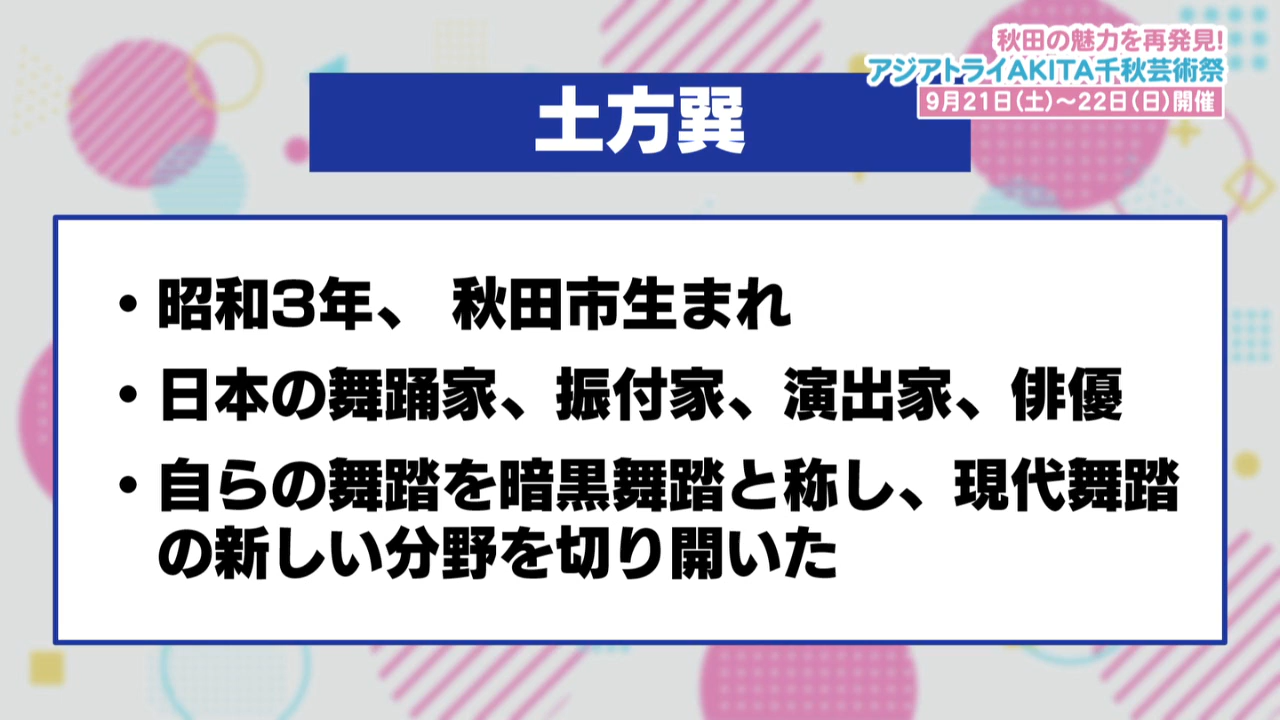 秋田の魅力を再発見!
アジアトライAKITA千秋芸術祭
9月21日(土)~22日(日)開催
土方巽
・昭和3年、 秋田市生まれ
・日本の舞踊家、振付家、演出家、俳優
・自らの舞踏を暗黒舞踏と称し、現代舞踏
の新しい分野を切り開いた